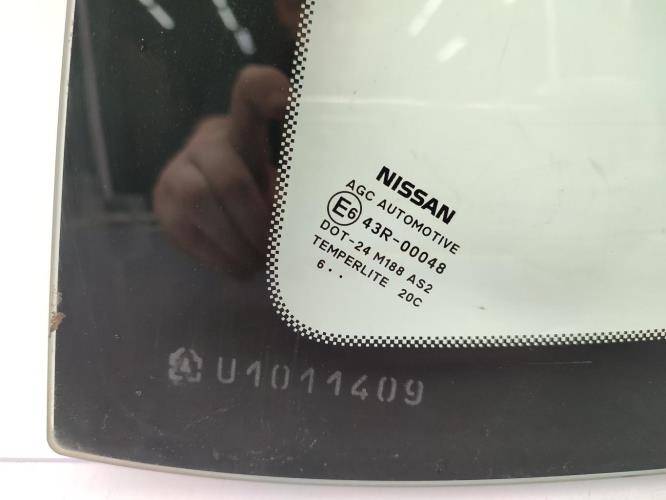 NISSAN
AGC AUTOMOTIVE
E6 43R-00048
DOT-24 M188 AS2
TEMPERLITE 20C
6..
U1011409